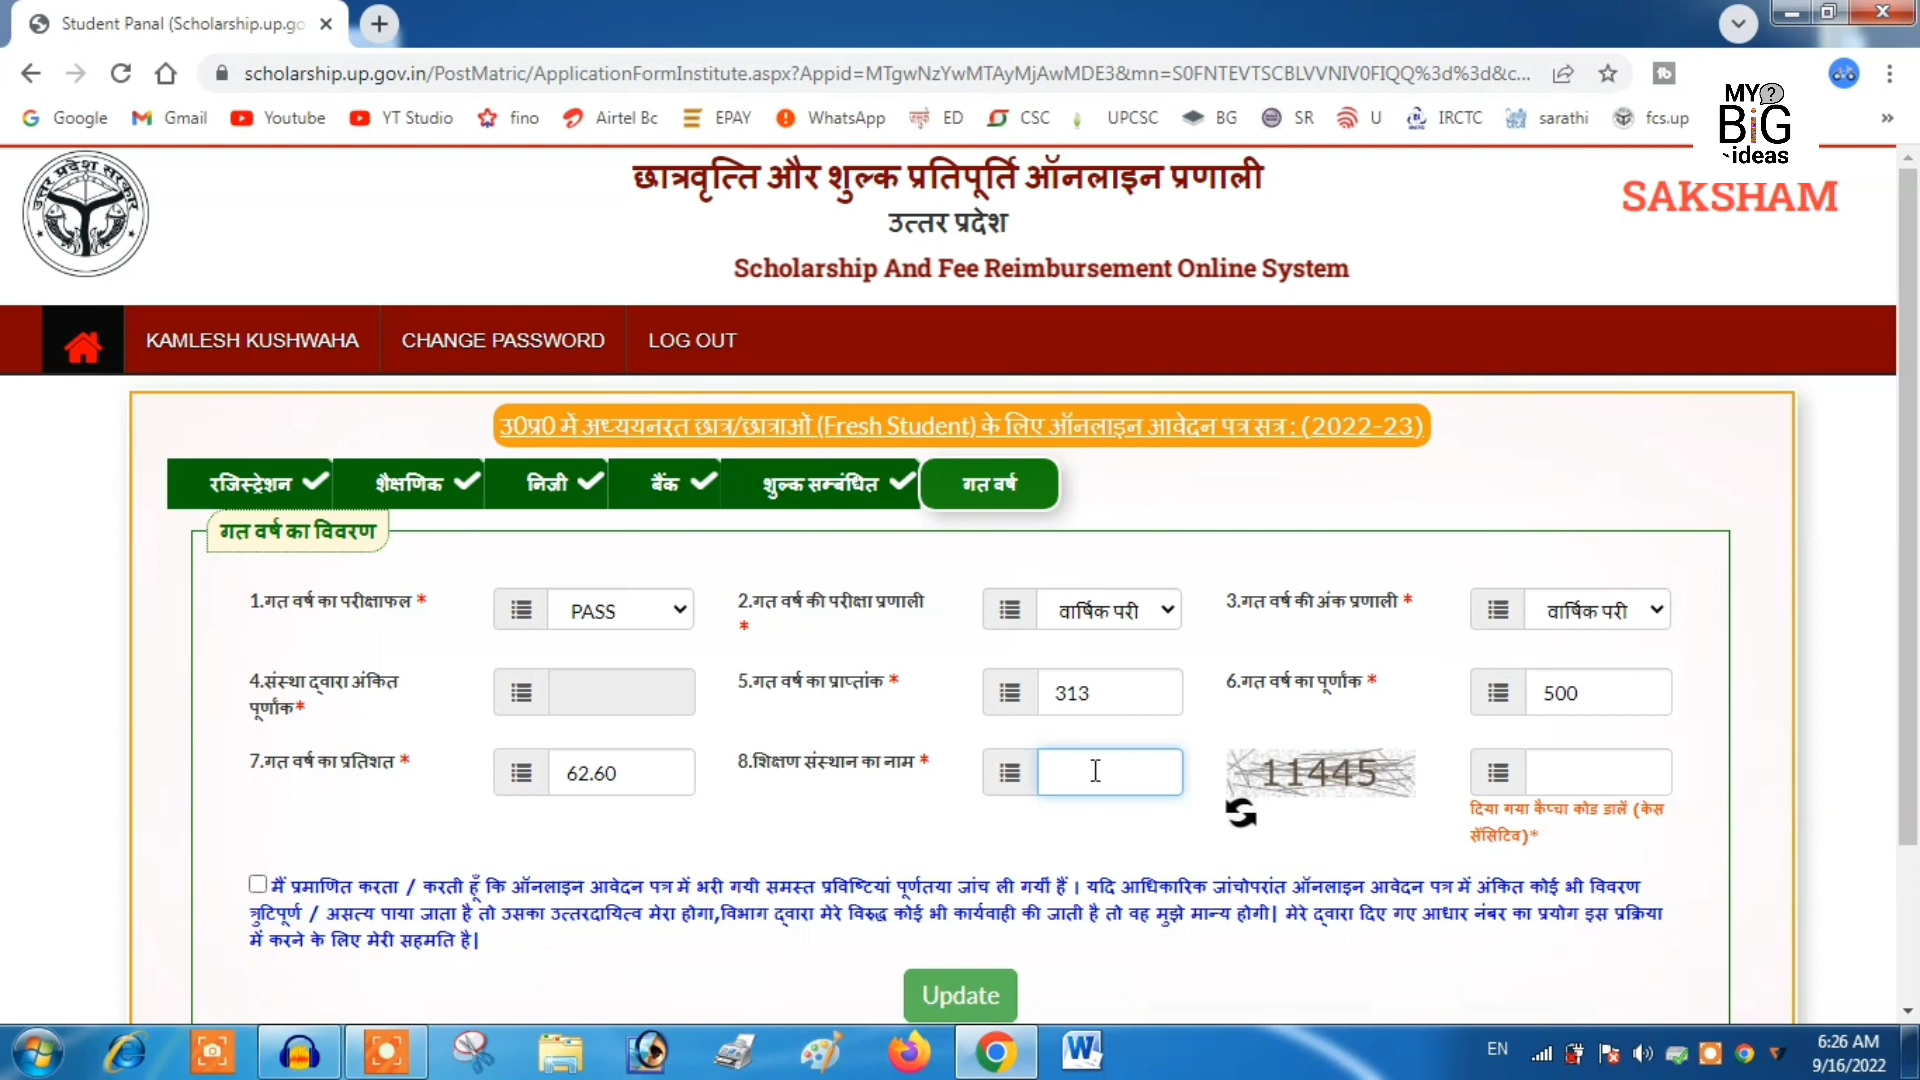 Student Panal (Scholarship.up.go
scholarship.up.gov.in/PostMatric/ApplicationFormInstitute.aspx?Appid=MTgwNzYwMTAyMjAwMDE3&mn=S0FNTEVTSCBLVVNIV0FIQQ%3d%3d&c...
Google Gmail Youtube YT Studio fino Airtel Bc EPAY WhatsApp ED CSC UPCSC BG SR U IRCTC sarathi fcs.up »
MY ? BiG -ideas
छात्रवृत्ति और शुल्क प्रतिपूर्ति ऑनलाइन प्रणाली
उत्तर प्रदेश
Scholarship And Fee Reimbursement Online System
SAKSHAM
KAMLESH KUSHWAHA CHANGE PASSWORD LOG OUT
उ0प्र0 में अध्ययनरत छात्र/छात्राओं (Fresh Student) के लिए ऑनलाइन आवेदन पत्र सत्र : (2022-23)
रजिस्ट्रेशन शैक्षणिक निजी बैंक शुल्क सम्बंधित गत वर्ष
गत वर्ष का विवरण
1.गत वर्ष का परीक्षाफल * PASS 2.गत वर्ष की परीक्षा प्रणाली * वार्षिक परी 3.गत वर्ष की अंक प्रणाली * वार्षिक परी
4.संस्था द्वारा अंकित पूर्णांक* 5.गत वर्ष का प्राप्तांक * 313 6.गत वर्ष का पूर्णांक * 500
7.गत वर्ष का प्रतिशत * 62.60 8.शिक्षण संस्थान का नाम * 11445
दिया गया कैप्चा कोड डालें (केस
सेंसिटिव)*
मैं प्रमाणित करता / करती हूँ कि ऑनलाइन आवेदन पत्र में भरी गयी समस्त प्रविष्टियां पूर्णतया जांच ली गयीं हैं । यदि आधिकारिक जांचोपरांत ऑनलाइन आवेदन पत्र में अंकित कोई भी विवरण
त्रुटिपूर्ण / असत्य पाया जाता है तो उसका उत्तरदायित्व मेरा होगा,विभाग द्वारा मेरे विरुद्ध कोई भी कार्यवाही की जाती है तो वह मुझे मान्य होगी| मेरे द्वारा दिए गए आधार नंबर का प्रयोग इस प्रक्रिया
में करने के लिए मेरी सहमति है|
Update
EN 6:26 AM
9/16/2022